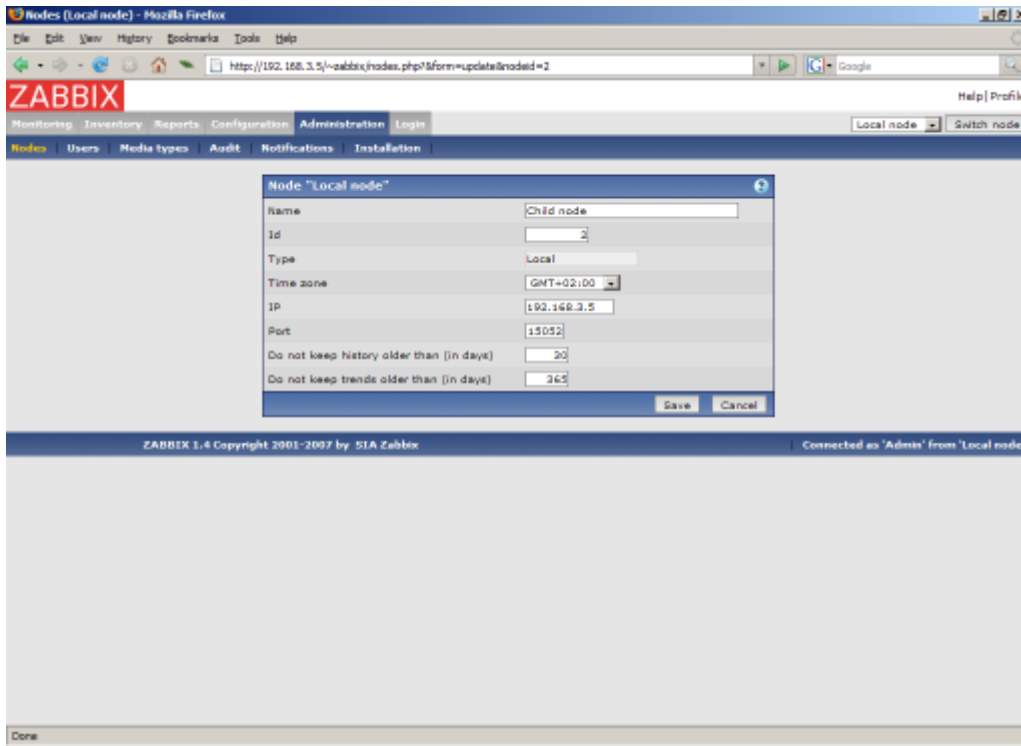 Nodes (Local node) - Mozilla Firefox
File Edit View History Bookmarks Tools Help
http://192.168.3.5/~zabbix/nodes.php?&form=update&nodeid=2 Google
ZABBIX
Help | Profile
Monitoring Inventory Reports Configuration Administration Login Local node Switch node
Nodes | Users | Media types | Audit | Notifications | Installation |
Node "Local node"
Name Child node
Id 2
Type Local
Time zone GMT+02:00
IP 192.168.3.5
Port 15052
Do not keep history older than (in days) 30
Do not keep trends older than (in days) 365
Save Cancel
ZABBIX 1.4 Copyright 2001-2007 by SIA Zabbix | Connected as 'Admin' from 'Local node
Done